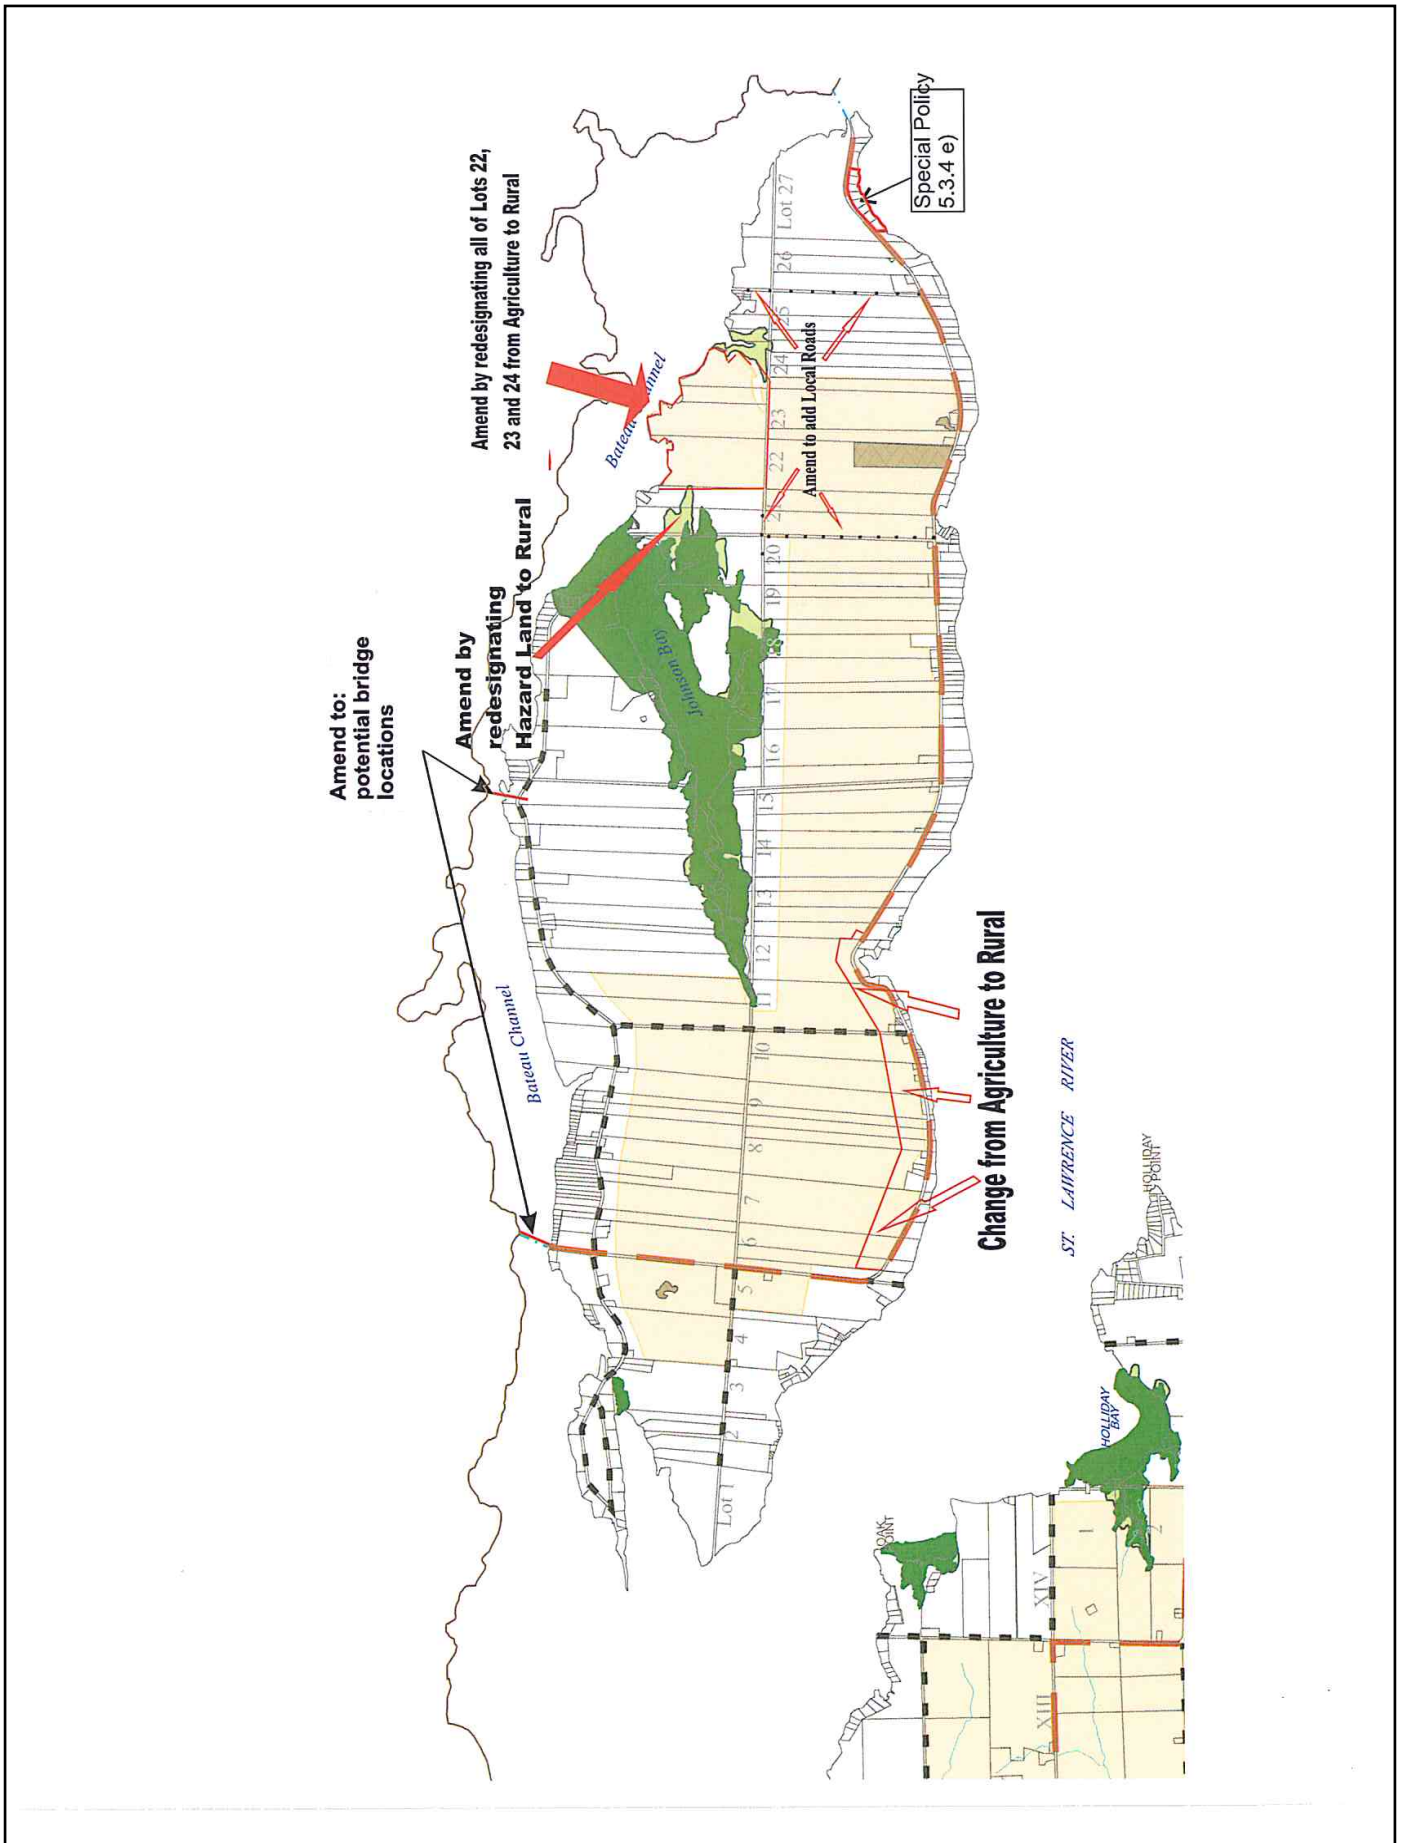 Amend by redesignating all of Lots 22,
23 and 24 from Agriculture to Rural
Special Policy
5.3.4 e)
Amend to:
potential bridge
locations
Amend by
redesignating
Hazard Land to Rural
Bateau Channel
Bateau Channel
Johnson Bay
Amend to add Local Roads
Lot 27
26
25
24
23
22
21
20
19
18
17
16
15
14
13
12
11
10
9
8
7
6
5
4
3
2
Lot 1
Change from Agriculture to Rural
ST. LAWRENCE RIVER
HOLLIDAY
POINT
HOLLIDAY
BAY
OAK
POINT
XIV
XIII
1
2